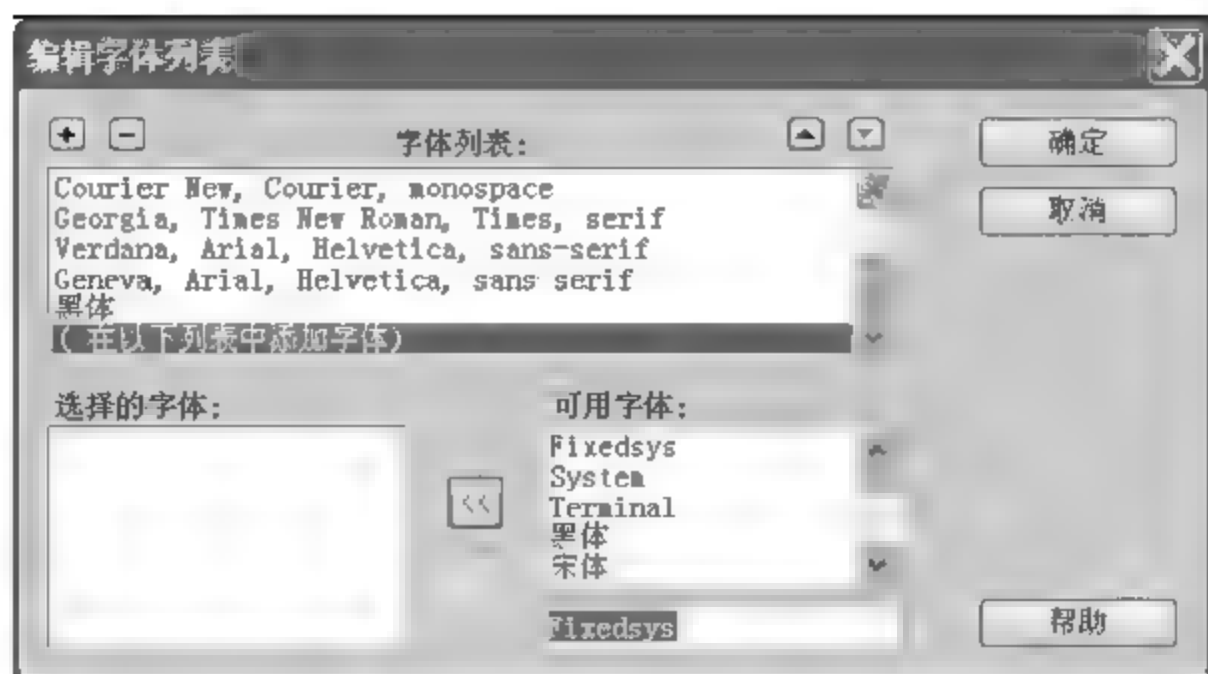 编辑字体列表
字体列表：
确定
Courier New, Courier, monospace
取消
Georgia, Times New Roman, Times, serif
Verdana, Arial, Helvetica, sans-serif
Geneva, Arial, Helvetica, sans serif
黑体
( 在以下列表中添加字体)
选择的字体：
可用字体：
Fixedsys
System
<<
Terminal
黑体
宋体
Fixedsys
帮助